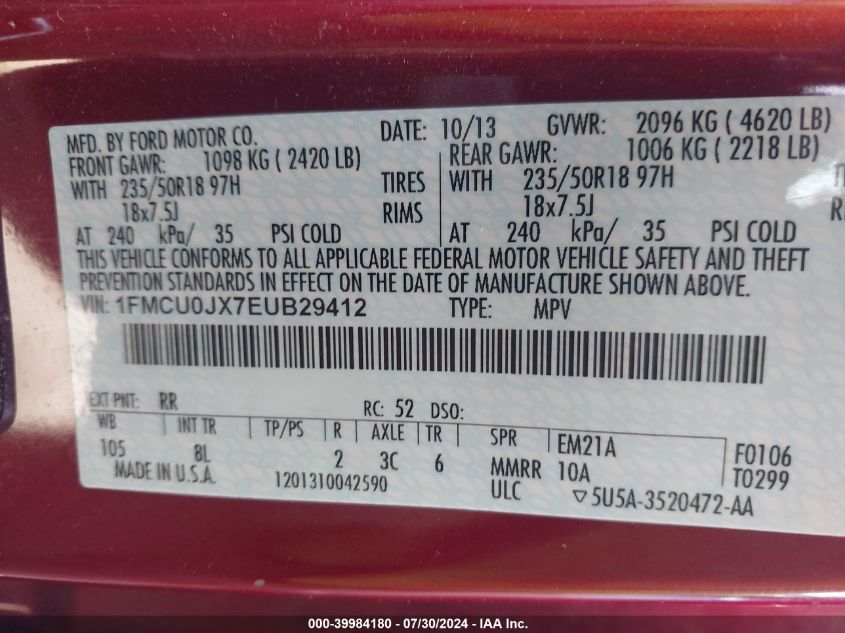 MFD. BY FORD MOTOR CO. DATE: 10/13 GVWR: 2096 KG ( 4620 LB)
FRONT GAWR: 1098 KG ( 2420 LB) REAR GAWR: 1006 KG ( 2218 LB)
WITH 235/50R18 97H TIRES WITH 235/50R18 97H
18x7.5J RIMS 18x7.5J
AT 240 kPa/ 35 PSI COLD AT 240 kPa/ 35 PSI COLD
THIS VEHICLE CONFORMS TO ALL APPLICABLE FEDERAL MOTOR VEHICLE SAFETY AND THEFT
PREVENTION STANDARDS IN EFFECT ON THE DATE OF MANUFACTURE SHOWN ABOVE.
VIN: 1FMCU0JX7EUB29412 TYPE: MPV
EXT PNT: RR RC: 52 DSO:
WB INT TR TP/PS R AXLE TR SPR EM21A F0106
105 8L 2 3C 6 MMRR 10A T0299
MADE IN U.S.A. 1201310042590 ULC ▽5U5A-3520472-AA
000-39984180 - 07/30/2024 - IAA Inc.